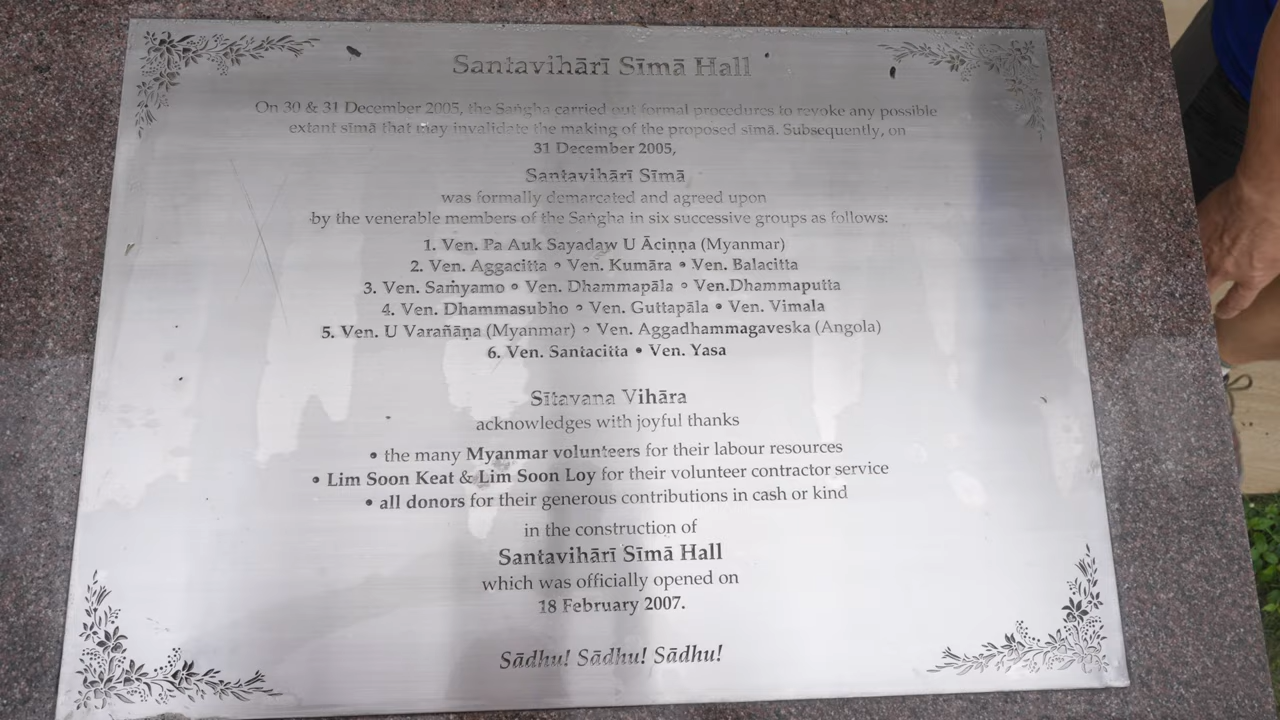 Santavihārī Sīmā Hall
On 30 & 31 December 2005, the Saṅgha carried out formal procedures to revoke any possible
extant sīmā that may invalidate the making of the proposed sīmā. Subsequently, on
31 December 2005,
Santavihārī Sīmā
was formally demarcated and agreed upon
by the venerable members of the Saṅgha in six successive groups as follows:
1. Ven. Pa Auk Sayadaw U Āciṇṇa (Myanmar)
2. Ven. Aggacitta • Ven. Kumāra • Ven. Balacitta
3. Ven. Saṁyamo • Ven. Dhammapāla • Ven.Dhammaputta
4. Ven. Dhammasubho • Ven. Guttapāla • Ven. Vimala
5. Ven. U Varañāṇa (Myanmar) • Ven. Aggadhammagaveska (Angola)
6. Ven. Santacitta • Ven. Yasa
Sītavana Vihāra
acknowledges with joyful thanks
• the many Myanmar volunteers for their labour resources
• Lim Soon Keat & Lim Soon Loy for their volunteer contractor service
• all donors for their generous contributions in cash or kind
in the construction of
Santavihārī Sīmā Hall
which was officially opened on
18 February 2007.
Sādhu! Sādhu! Sādhu!